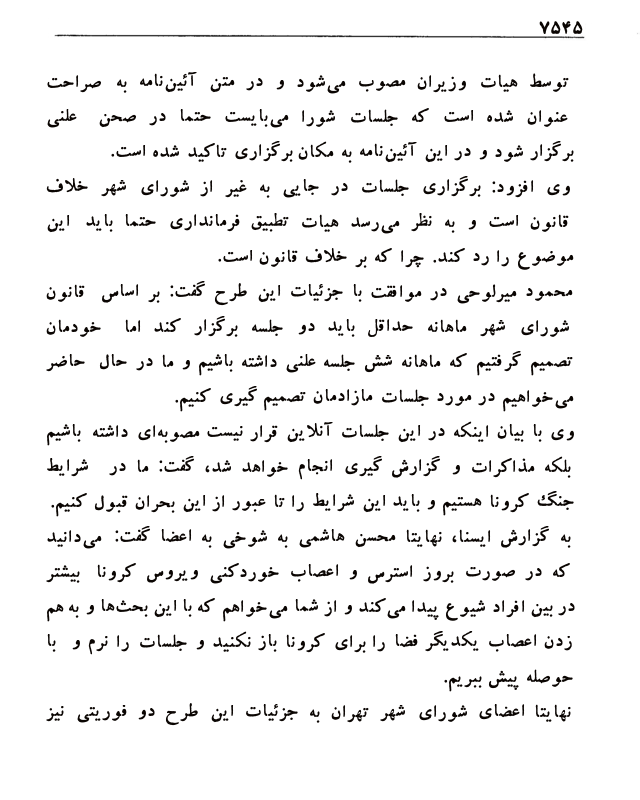 ۷۵۴۵
توسط هیات وزیران مصوب می‌شود و در متن آئین‌نامه به صراحت
عنوان شده است که جلسات شورا می‌بایست حتما در صحن علنی
برگزار شود و در این آئین‌نامه به مکان برگزاری تاکید شده است.
وی افزود: برگزاری جلسات در جایی به غیر از شورای شهر خلاف
قانون است و به نظر می‌رسد هیات تطبیق فرمانداری حتما باید این
موضوع را رد کند. چرا که بر خلاف قانون است.
محمود میرلوحی در موافقت با جزئیات این طرح گفت: بر اساس قانون
شورای شهر ماهانه حداقل باید دو جلسه برگزار کند اما خودمان
تصمیم گرفتیم که ماهانه شش جلسه علنی داشته باشیم و ما در حال حاضر
می‌خواهیم در مورد جلسات مازادمان تصمیم گیری کنیم.
وی با بیان اینکه در این جلسات آنلاین قرار نیست مصوبه‌ای داشته باشیم
بلکه مذاکرات و گزارش گیری انجام خواهد شد، گفت: ما در شرایط
جنگ کرونا هستیم و باید این شرایط را تا عبور از این بحران قبول کنیم.
به گزارش ایسنا، نهایتا محسن هاشمی به شوخی به اعضا گفت: می‌دانید
که در صورت بروز استرس و اعصاب خوردکنی ویروس کرونا بیشتر
در بین افراد شیوع پیدا می‌کند و از شما می‌خواهم که با این بحث‌ها و به هم
زدن اعصاب یکدیگر فضا را برای کرونا باز نکنید و جلسات را نرم و با
حوصله پیش ببریم.
نهایتا اعضای شورای شهر تهران به جزئیات این طرح دو فوریتی نیز